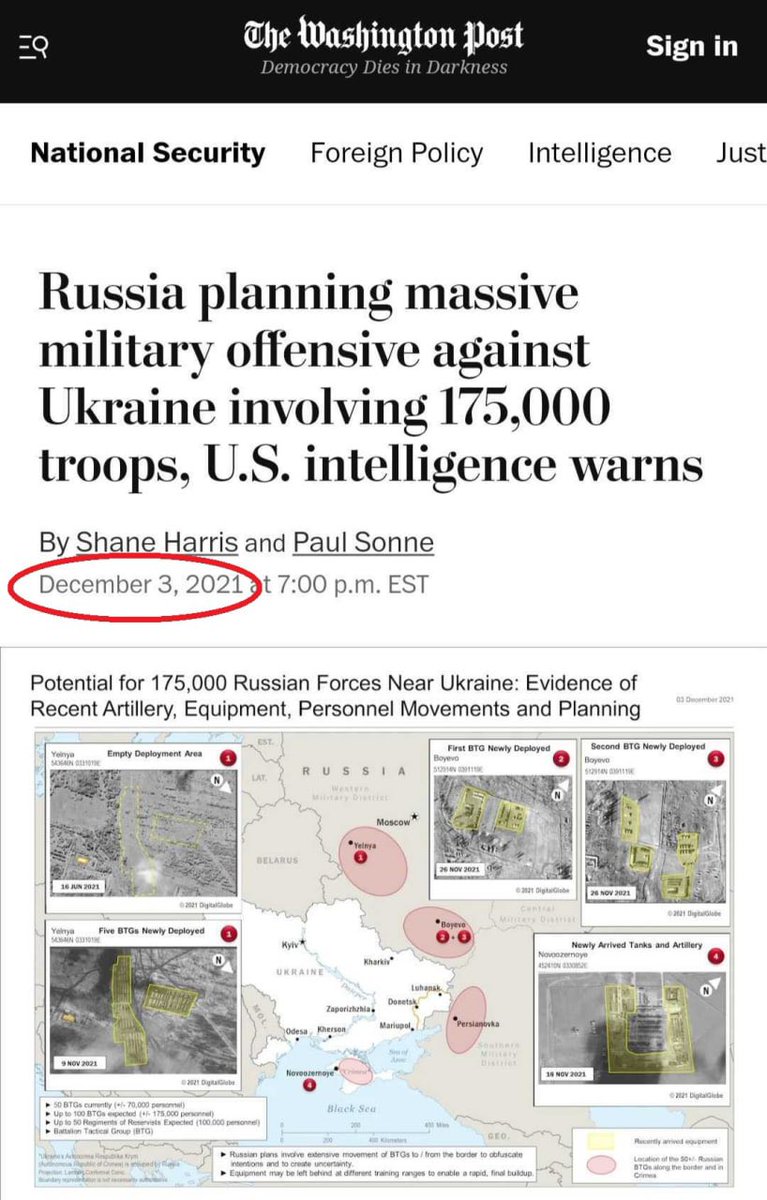 The Washington Post
Democracy Dies in Darkness
Sign in
National Security
Foreign Policy
Intelligence
Just
Russia planning massive
military offensive against
Ukraine involving 175,000
troops, U.S. intelligence warns
By Shane Harris and Paul Sonne
December 3, 2021 at 7:00 p.m. EST
Potential for 175,000 Russian Forces Near Ukraine: Evidence of
Recent Artillery, Equipment, Personnel Movements and Planning
03 December 2021
Yelnya
Empty Deployment Area
1
N
16 JUN 2021
© 2021 DigitalGlobe
Yelnya
Five BTGs Newly Deployed
1
N
9 NOV 2021
© 2021 DigitalGlobe
First BTG Newly Deployed
2
Boyevo
N
26 NOV 2021
© 2021 DigitalGlobe
Second BTG Newly Deployed
3
Boyevo
N
26 NOV 2021
© 2021 DigitalGlobe
Newly Arrived Tanks and Artillery
4
Novoozernoye
N
16 NOV 2021
© 2021 DigitalGlobe
EST.
LAT.
RUSSIA
Western
Military District
Moscow
Yelnya
1
BELARUS
Central
Military District
Boyevo
2 - 3
Kyiv
UKRAINE
Kharkiv
Luhansk
Donetsk
Zaporizhzhia
Mariupol
Persianovka
Odesa
Kherson
MOL.
Sea of
Azov
Southern
Military
District
Novoozernoye
4
Crimea
Black Sea
GEO.
0 200 400 Miles
0 200 400 Kilometers
► 50 BTGs currently (+/- 70,000 personnel)
► Up to 100 BTGs expected (+/- 175,000 personnel)
► Up to 50 Regiments of Reservists Expected (100,000 personnel)
► Battalion Tactical Group (BTG)
► Russian plans involve extensive movement of BTGs to / from the border to obfuscate
intentions and to create uncertainty.
► Equipment may be left behind at different training ranges to enable a rapid, final buildup.
Recently arrived equipment
Location of the 50+/- Russian
BTGs along the border and in
Crimea